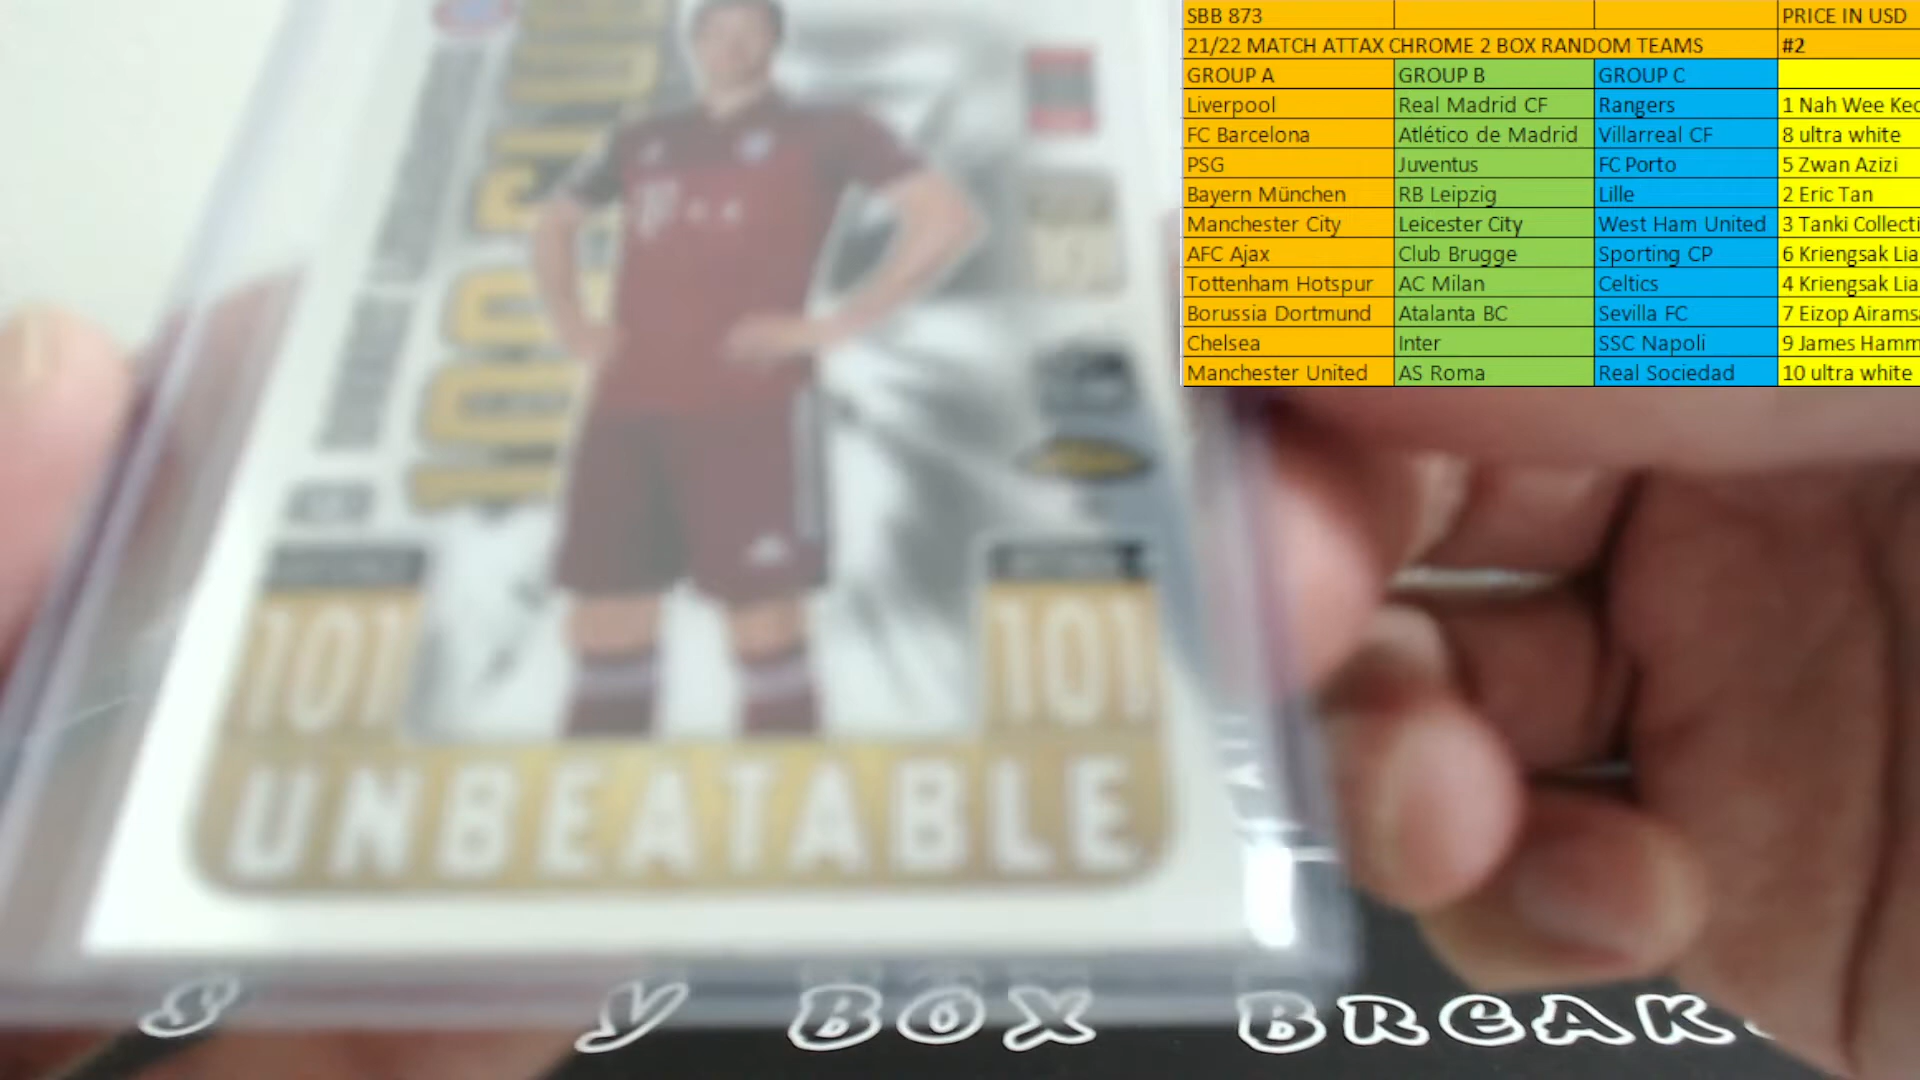 SBB 873 PRICE IN USD
21/22 MATCH ATTAX CHROME 2 BOX RANDOM TEAMS #2
GROUP A GROUP B GROUP C
Liverpool Real Madrid CF Rangers 1 Nah Wee
FC Barcelona Atlético de Madrid Villarreal CF 8 ultra white
PSG Juventus FC Porto 5 Zwan Azizi
Bayern München RB Leipzig Lille 2 Eric Tan
Manchester City Leicester City West Ham United 3 Tanki
AFC Ajax Club Brugge Sporting CP 6 Kriengsak
Tottenham Hotspur AC Milan Celtics 4 Kriengsak
Borussia Dortmund Atalanta BC Sevilla FC 7 Eizop
Chelsea Inter SSC Napoli 9 James
Manchester United AS Roma Real Sociedad 10 ultra white
100 CLUB
101 101
UNBEATABLE
BOX